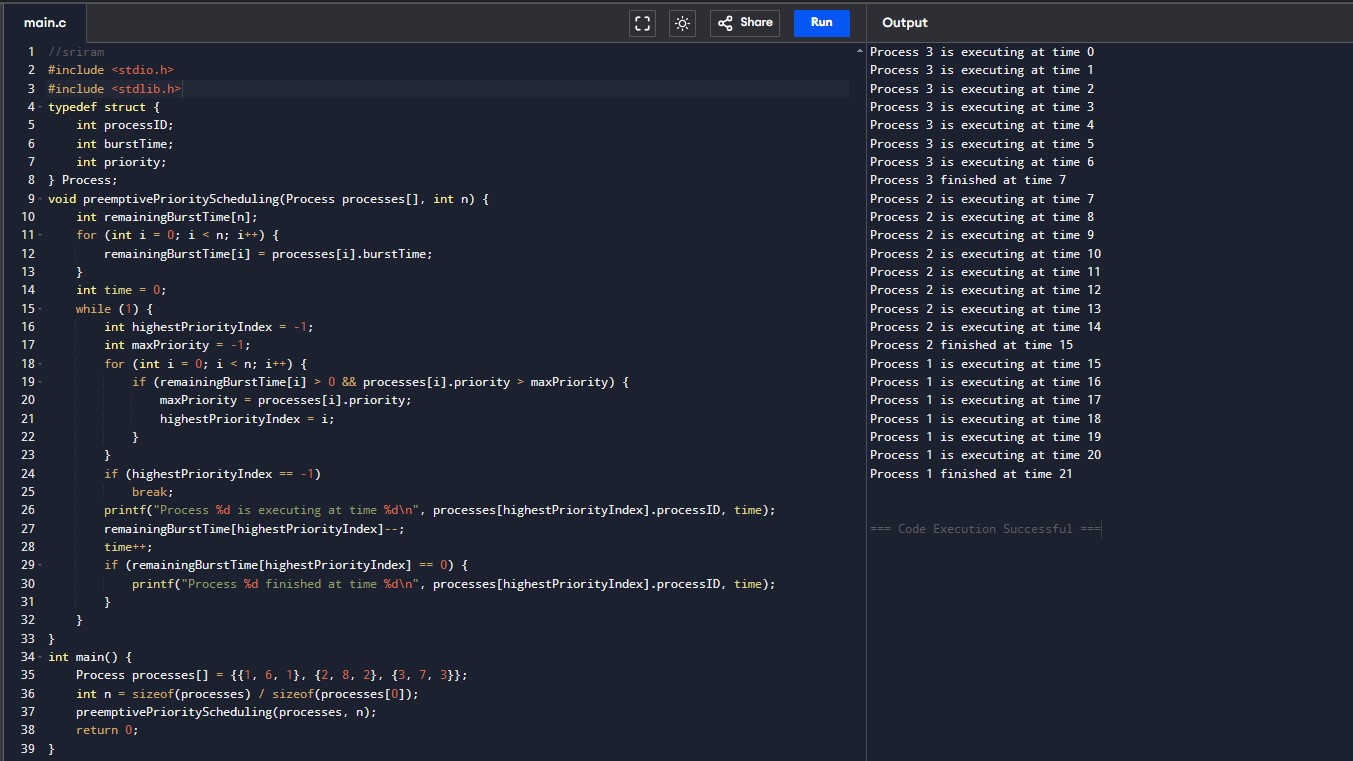 main.c
Share
Run
Output
1 //sriram
2 #include <stdio.h>
3 #include <stdlib.h>
4 typedef struct {
5     int processID;
6     int burstTime;
7     int priority;
8 } Process;
9 void preemptivePriorityScheduling(Process processes[], int n) {
10     int remainingBurstTime[n];
11     for (int i = 0; i < n; i++) {
12         remainingBurstTime[i] = processes[i].burstTime;
13     }
14     int time = 0;
15     while (1) {
16         int highestPriorityIndex = -1;
17         int maxPriority = -1;
18         for (int i = 0; i < n; i++) {
19             if (remainingBurstTime[i] > 0 && processes[i].priority > maxPriority) {
20                 maxPriority = processes[i].priority;
21                 highestPriorityIndex = i;
22             }
23         }
24         if (highestPriorityIndex == -1)
25             break;
26         printf("Process %d is executing at time %d\n", processes[highestPriorityIndex].processID, time);
27         remainingBurstTime[highestPriorityIndex]--;
28         time++;
29         if (remainingBurstTime[highestPriorityIndex] == 0) {
30             printf("Process %d finished at time %d\n", processes[highestPriorityIndex].processID, time);
31         }
32     }
33 }
34 int main() {
35     Process processes[] = {{1, 6, 1}, {2, 8, 2}, {3, 7, 3}};
36     int n = sizeof(processes) / sizeof(processes[0]);
37     preemptivePriorityScheduling(processes, n);
38     return 0;
39 }
Process 3 is executing at time 0
Process 3 is executing at time 1
Process 3 is executing at time 2
Process 3 is executing at time 3
Process 3 is executing at time 4
Process 3 is executing at time 5
Process 3 is executing at time 6
Process 3 finished at time 7
Process 2 is executing at time 7
Process 2 is executing at time 8
Process 2 is executing at time 9
Process 2 is executing at time 10
Process 2 is executing at time 11
Process 2 is executing at time 12
Process 2 is executing at time 13
Process 2 is executing at time 14
Process 2 finished at time 15
Process 1 is executing at time 15
Process 1 is executing at time 16
Process 1 is executing at time 17
Process 1 is executing at time 18
Process 1 is executing at time 19
Process 1 is executing at time 20
Process 1 finished at time 21
=== Code Execution Successful ===